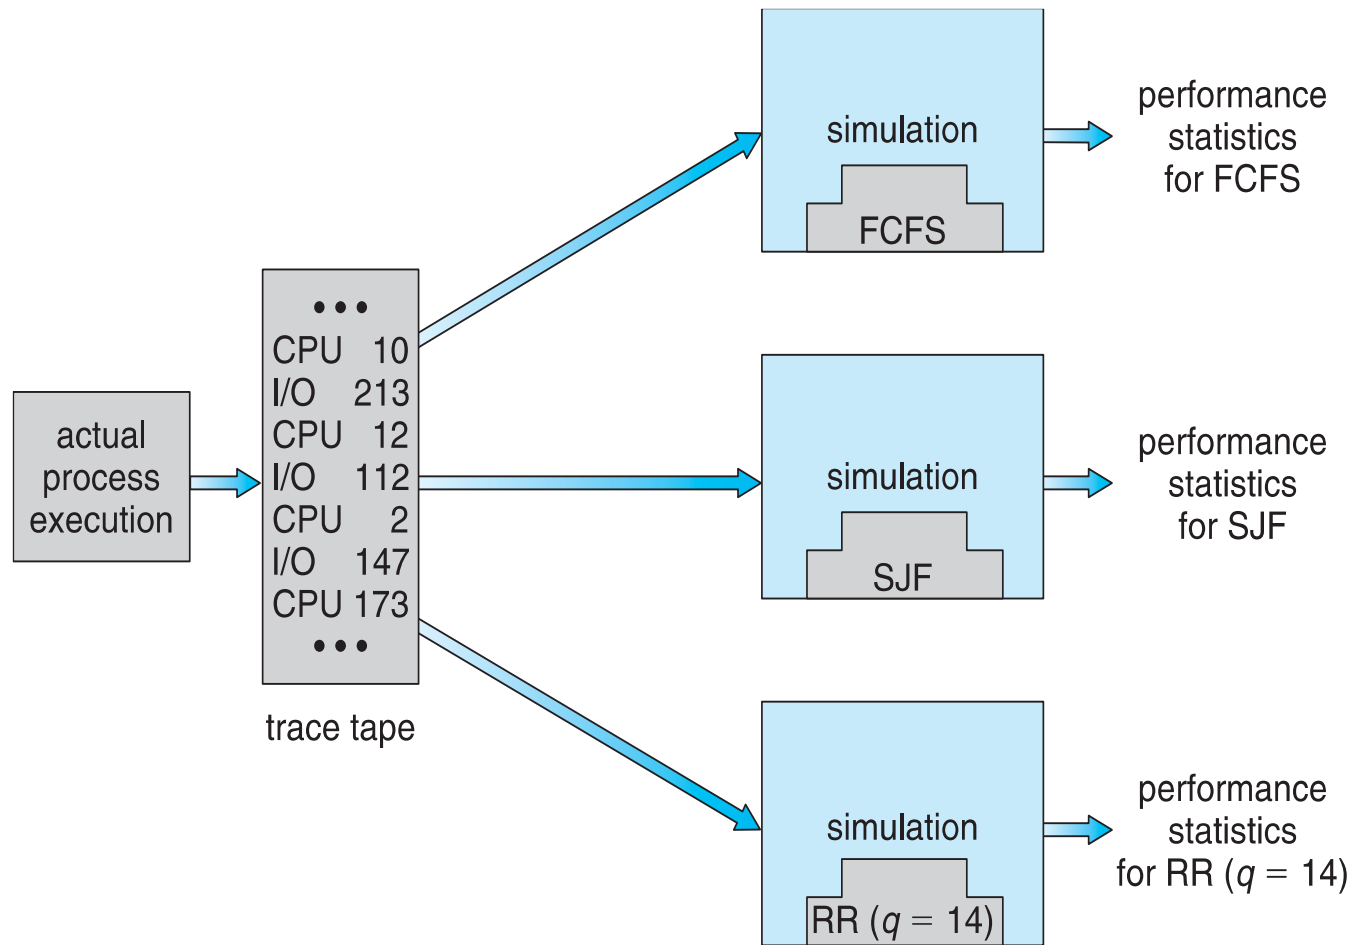 actual
process
execution
•••
CPU 10
I/O 213
CPU 12
I/O 112
CPU 2
I/O 147
CPU 173
•••
trace tape
simulation
FCFS
performance
statistics
for FCFS
simulation
SJF
performance
statistics
for SJF
simulation
RR (q = 14)
performance
statistics
for RR (q = 14)